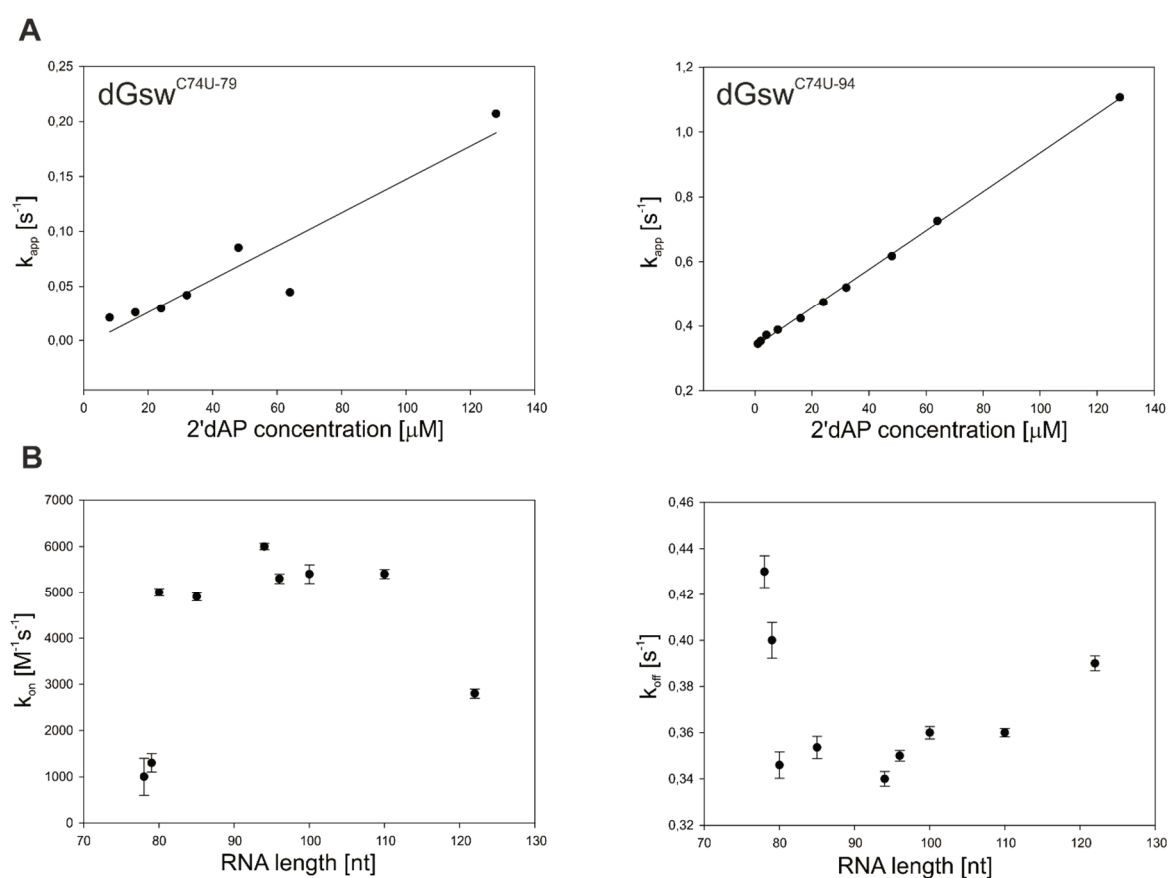 A
dGsw^C74U-79
0,25
0,20
0,15
0,10
0,05
0,00
k_app [s⁻¹]
0 20 40 60 80 100 120 140
2'dAP concentration [μM]
dGsw^C74U-94
1,2
1,0
0,8
0,6
0,4
0,2
k_app [s⁻¹]
0 20 40 60 80 100 120 140
2'dAP concentration [μM]
B
7000
6000
5000
4000
3000
2000
1000
0
k_on [M⁻¹s⁻¹]
70 80 90 100 110 120 130
RNA length [nt]
0,46
0,44
0,42
0,40
0,38
0,36
0,34
0,32
k_off [s⁻¹]
70 80 90 100 110 120 130
RNA length [nt]